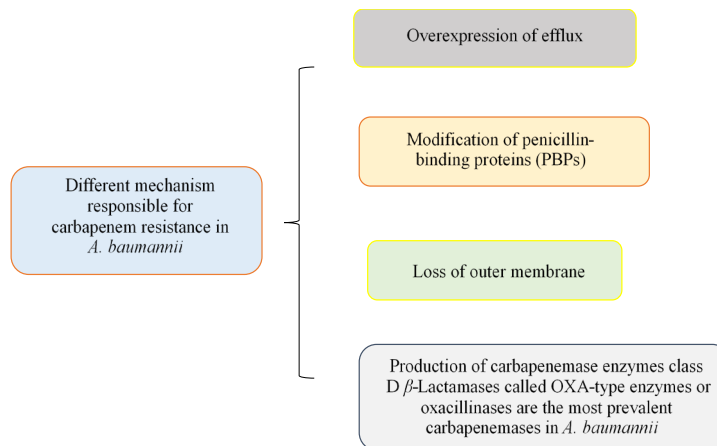 Overexpression of efflux
Modification of penicillin-
binding proteins (PBPs)
Different mechanism
responsible for
carbapenem resistance in
A. baumannii
Loss of outer membrane
Production of carbapenemase enzymes class
D β-Lactamases called OXA-type enzymes or
oxacillinases are the most prevalent
carbapenemases in A. baumannii